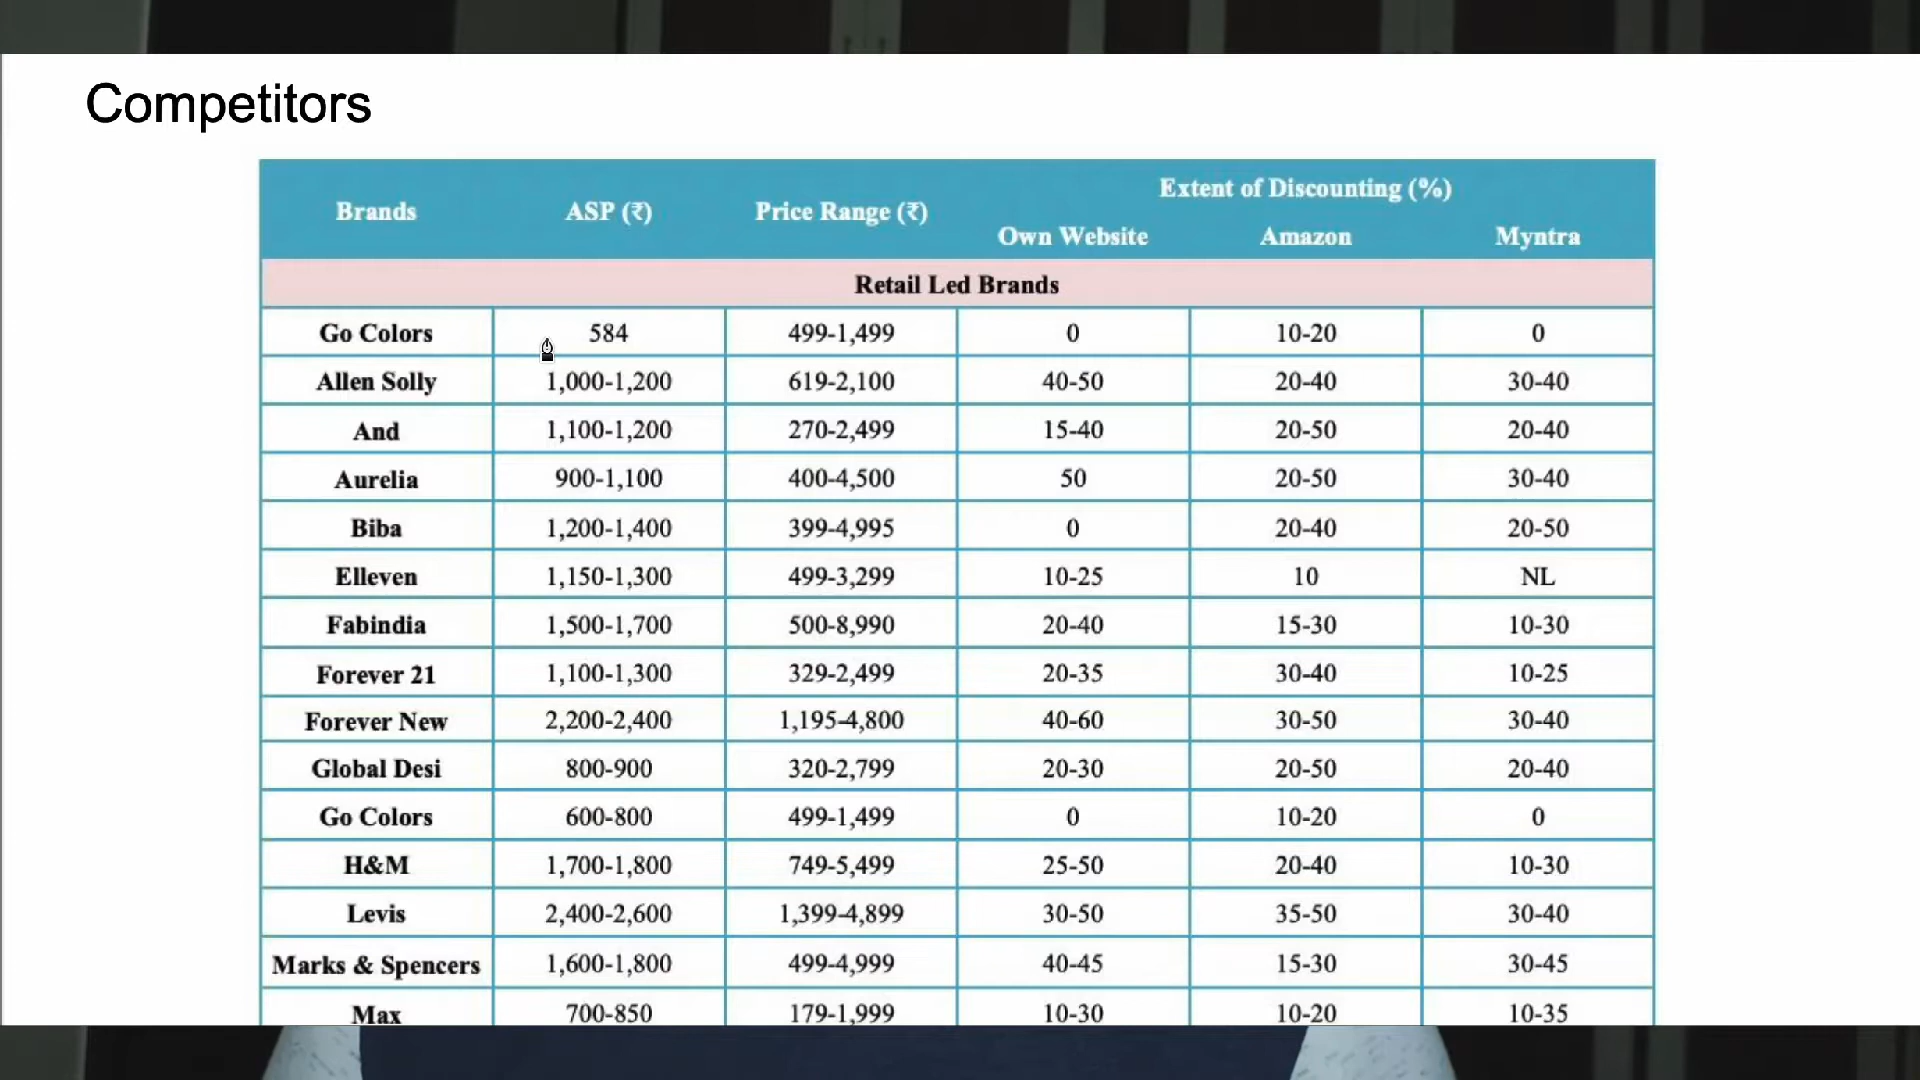 Competitors
Brands ASP (₹) Price Range (₹) Extent of Discounting (%)
Own Website Amazon Myntra
Retail Led Brands
Go Colors 584 499-1,499 0 10-20 0
Allen Solly 1,000-1,200 619-2,100 40-50 20-40 30-40
And 1,100-1,200 270-2,499 15-40 20-50 20-40
Aurelia 900-1,100 400-4,500 50 20-50 30-40
Biba 1,200-1,400 399-4,995 0 20-40 20-50
Elleven 1,150-1,300 499-3,299 10-25 10 NL
Fabindia 1,500-1,700 500-8,990 20-40 15-30 10-30
Forever 21 1,100-1,300 329-2,499 20-35 30-40 10-25
Forever New 2,200-2,400 1,195-4,800 40-60 30-50 30-40
Global Desi 800-900 320-2,799 20-30 20-50 20-40
Go Colors 600-800 499-1,499 0 10-20 0
H&M 1,700-1,800 749-5,499 25-50 20-40 10-30
Levis 2,400-2,600 1,399-4,899 30-50 35-50 30-40
Marks & Spencers 1,600-1,800 499-4,999 40-45 15-30 30-45
Max 700-850 179-1,999 10-30 10-20 10-35